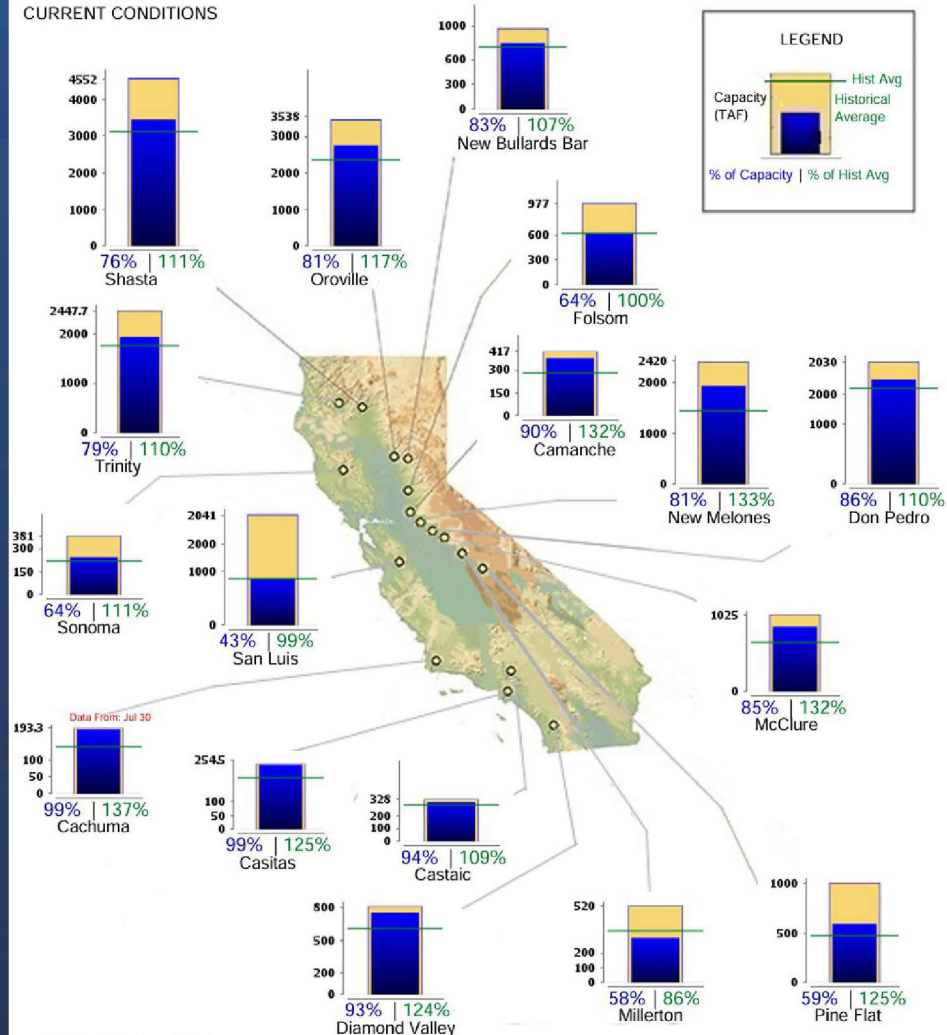 CURRENT CONDITIONS
1000
600
300
0
83% | 107%
New Bullards Bar
LEGEND
Hist Avg
Capacity
(TAF)
Historical
Average
% of Capacity | % of Hist Avg
4552
4000
3000
2000
1000
0
76% | 111%
Shasta
3538
3000
2000
1000
0
81% | 117%
Oroville
977
600
300
0
64% | 100%
Folsom
2447.7
2000
1000
0
79% | 110%
Trinity
417
300
150
0
90% | 132%
Camanche
2420
2000
1000
0
81% | 133%
New Melones
2030
2000
1000
0
86% | 110%
Don Pedro
381
300
150
0
64% | 111%
Sonoma
2041
2000
1000
0
43% | 99%
San Luis
1025
0
85% | 132%
McClure
Data From: Jul 30
193.3
100
50
0
99% | 137%
Cachuma
254.5
100
50
0
99% | 125%
Casitas
328
200
100
0
94% | 109%
Castaic
800
500
200
0
93% | 124%
Diamond Valley
520
200
100
0
58% | 86%
Millerton
1000
500
0
59% | 125%
Pine Flat